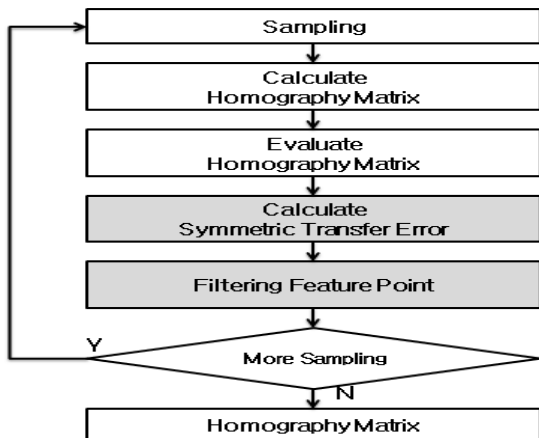 Sampling
Calculate
Homography Matrix
Evaluate
Homography Matrix
Calculate
Symmetric Transfer Error
Filtering Feature Point
Y
More Sampling
N
Homography Matrix